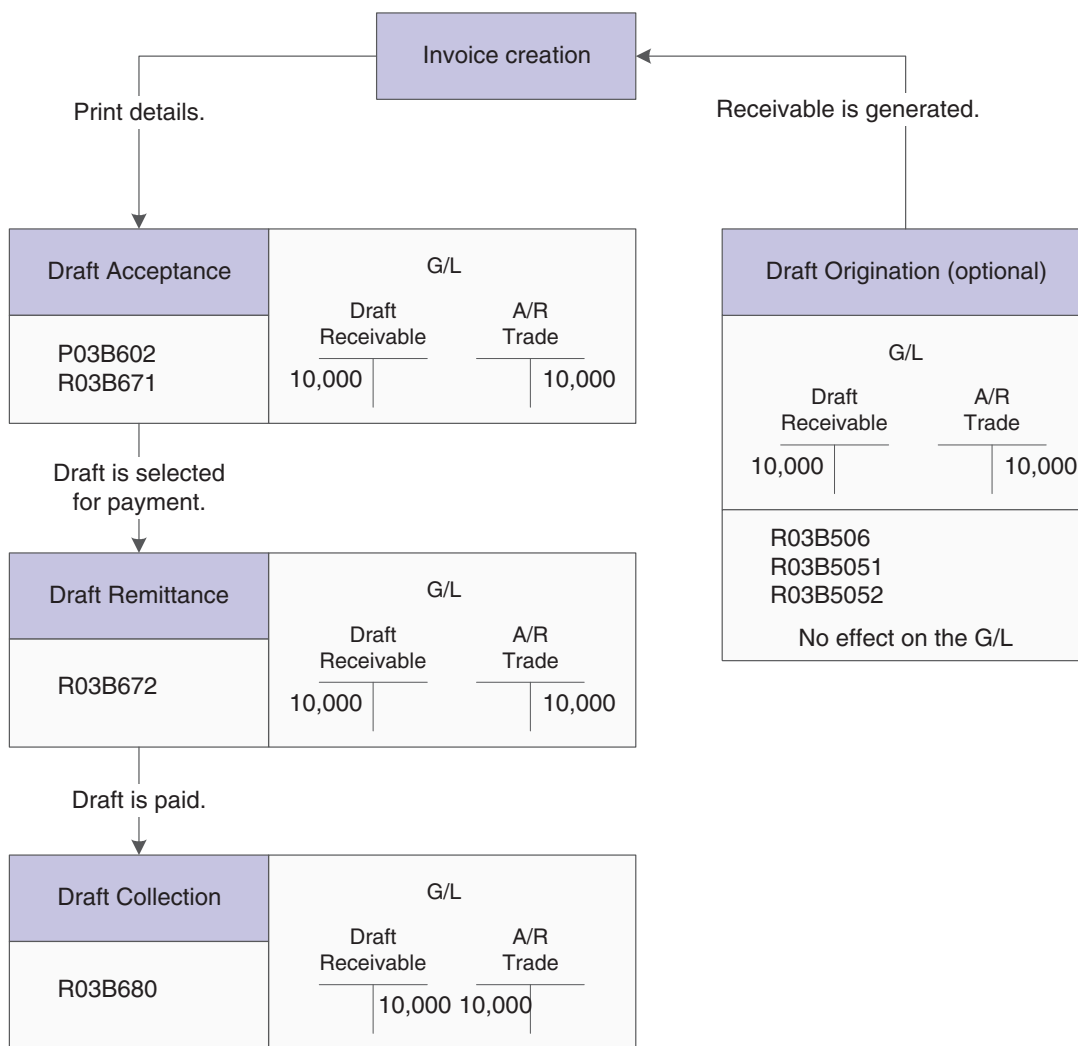 Invoice creation
Print details.
Receivable is generated.
Draft Acceptance
P03B602
R03B671
G/L
Draft
Receivable
A/R
Trade
10,000
10,000
Draft Origination (optional)
G/L
Draft
Receivable
A/R
Trade
10,000
10,000
R03B506
R03B5051
R03B5052
No effect on the G/L
Draft is selected
for payment.
Draft Remittance
R03B672
G/L
Draft
Receivable
A/R
Trade
10,000
10,000
Draft is paid.
Draft Collection
R03B680
G/L
Draft
Receivable
A/R
Trade
10,000
10,000